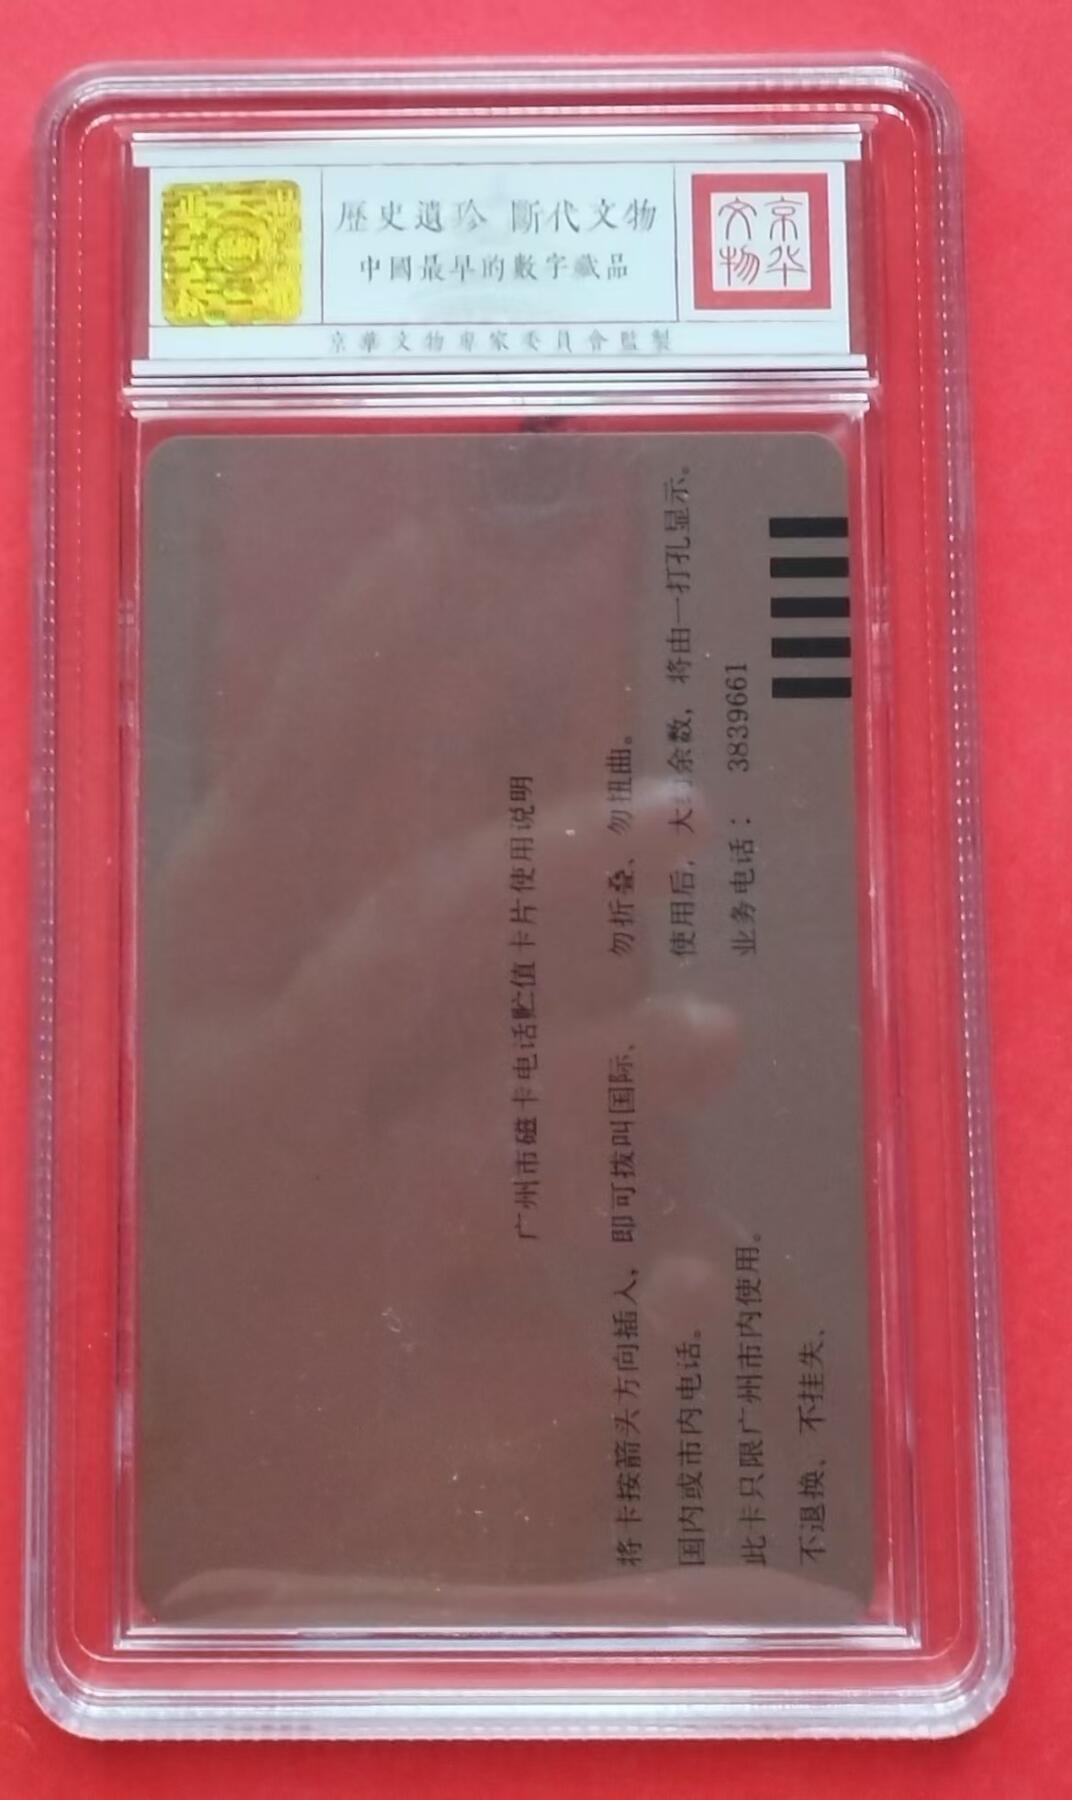 歷史遺珍 斷代文物
中國最早的數字藏品
京华
文物
京華文物專家委員會監製
广州市磁卡电话贮值卡片使用说明
将卡按箭头方向插入，即可拨叫国际、
国内或市内电话。
此卡只限广州市内使用。
不退换、不挂失、
勿折叠、勿扭曲。
使用后，大约余数，将由一打孔显示。
业务电话：3839661